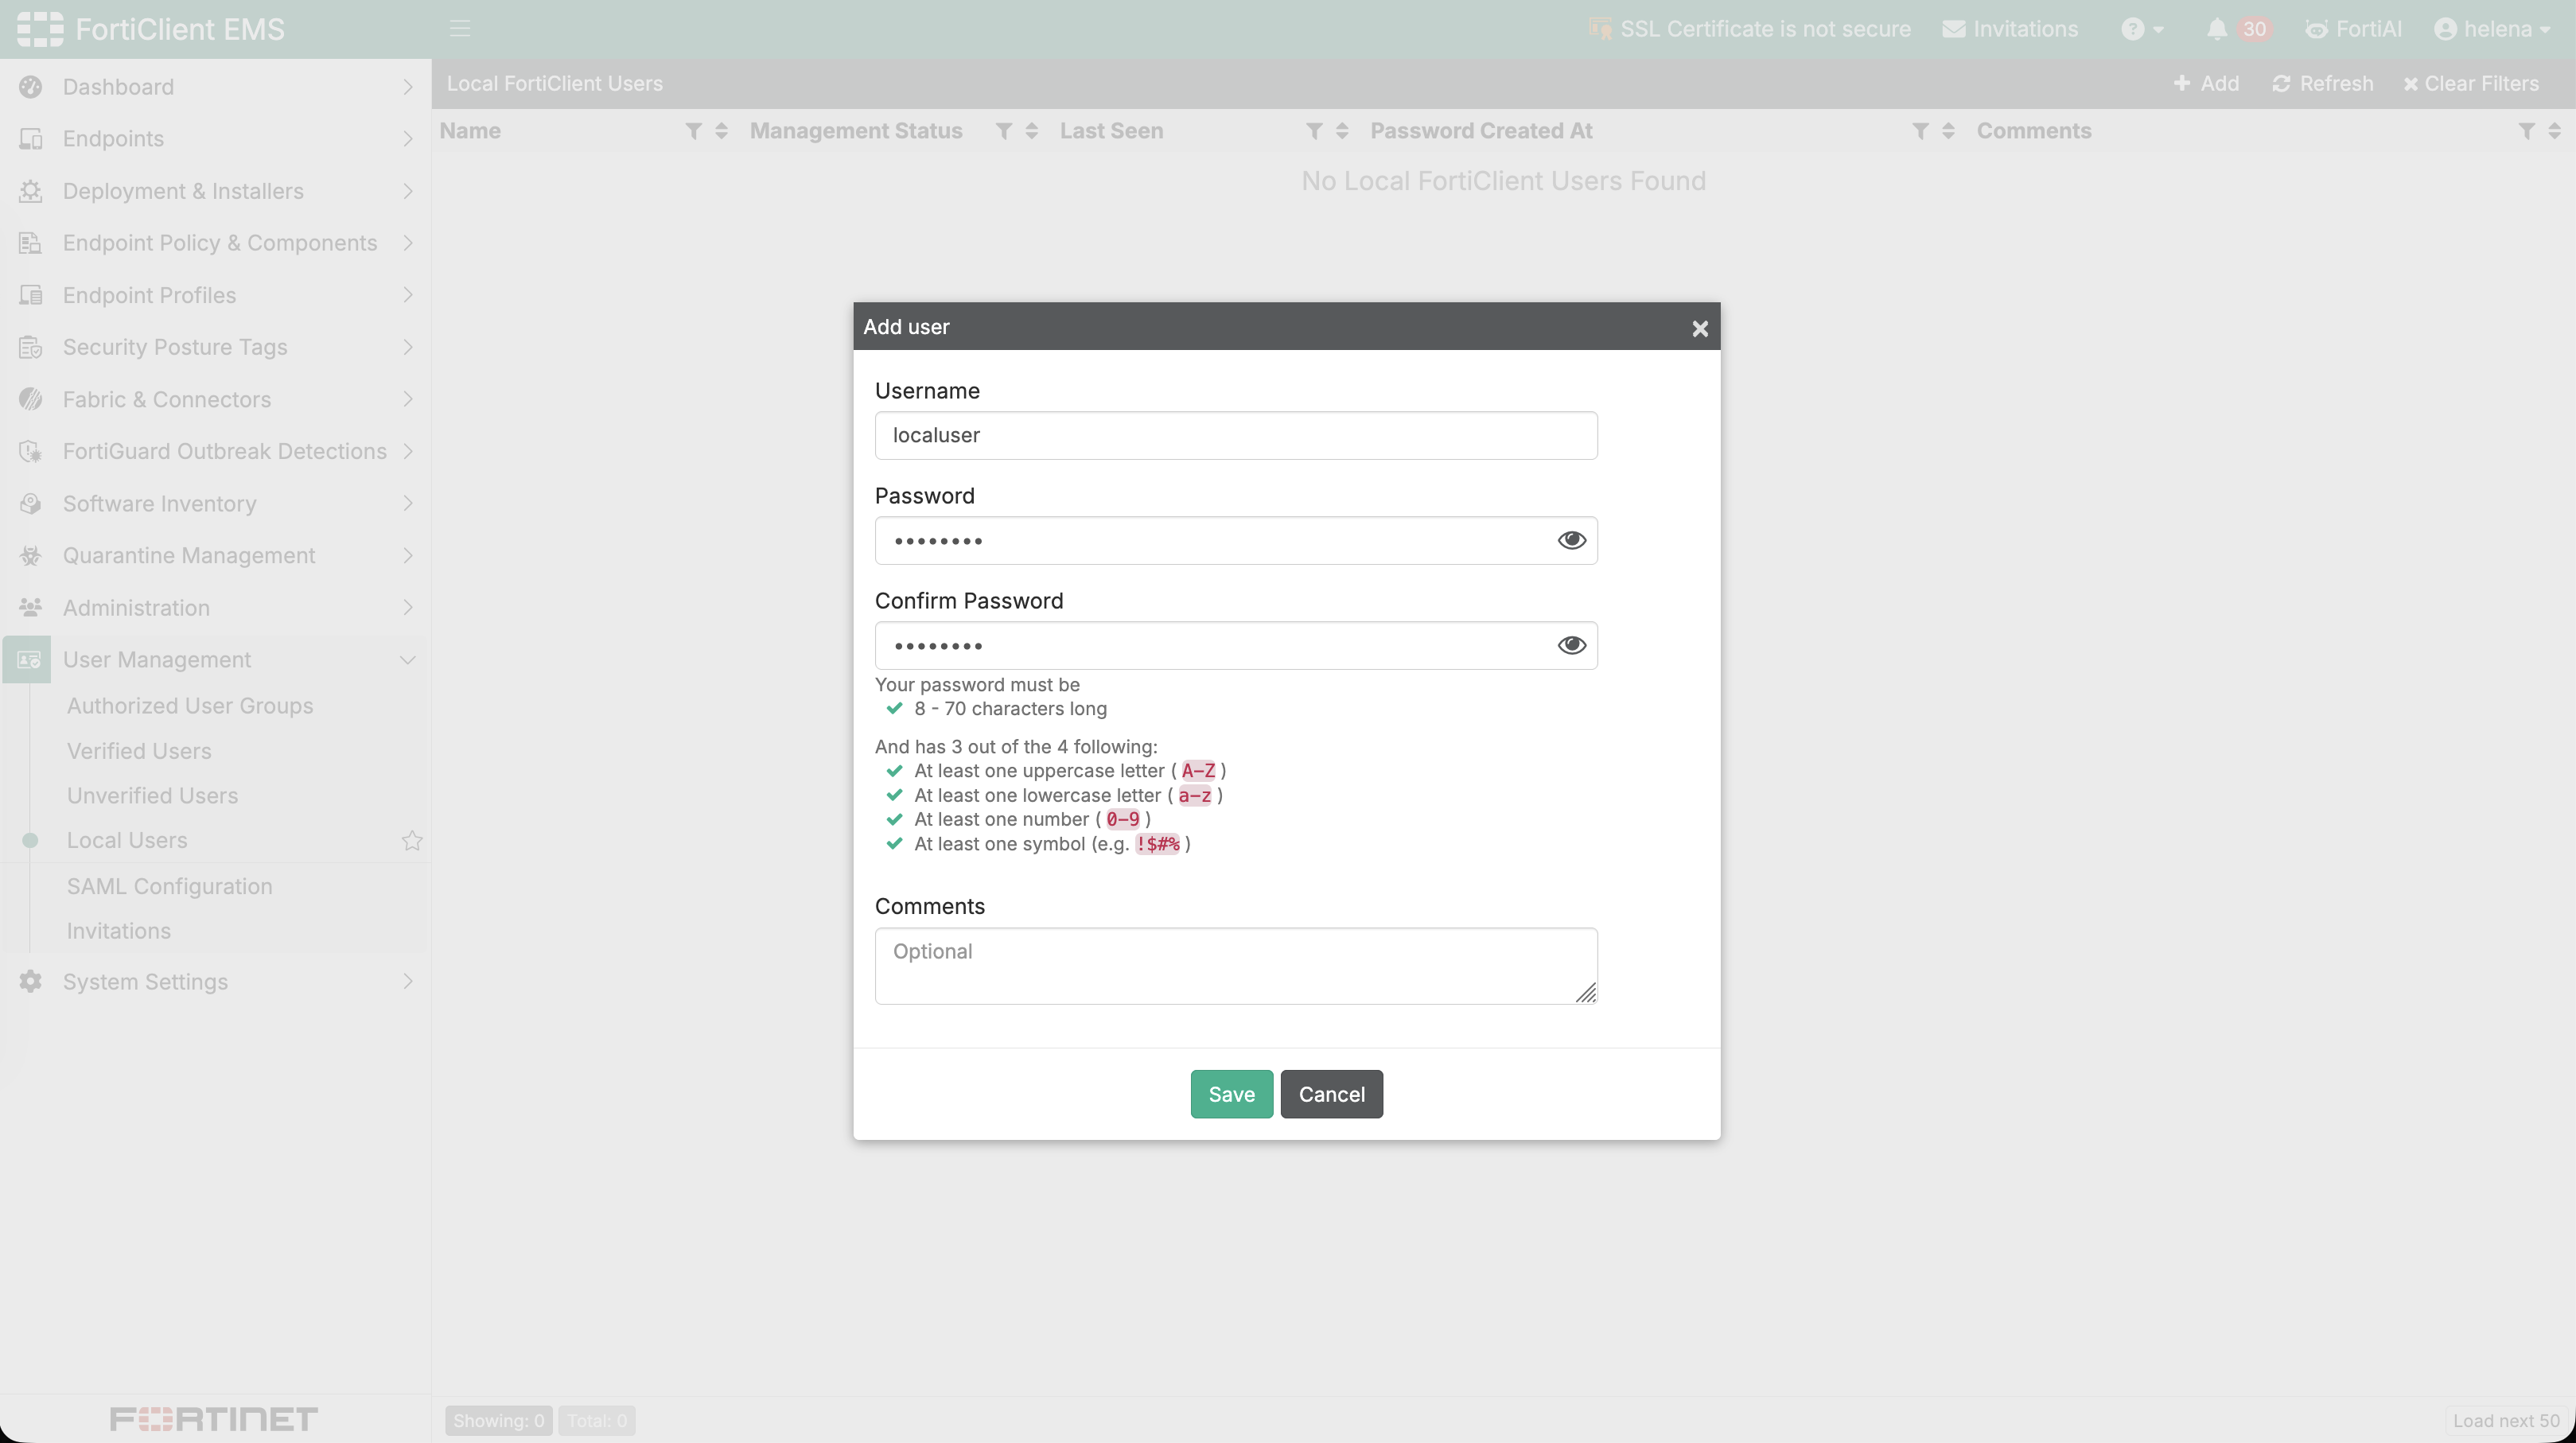 FortiClient EMS
SSL Certificate is not secure
Invitations
?
30
FortiAI
helena
Dashboard
Endpoints
Deployment & Installers
Endpoint Policy & Components
Endpoint Profiles
Security Posture Tags
Fabric & Connectors
FortiGuard Outbreak Detections
Software Inventory
Quarantine Management
Administration
User Management
Authorized User Groups
Verified Users
Unverified Users
Local Users
SAML Configuration
Invitations
System Settings
FORTINET
Local FortiClient Users
Add
Refresh
Clear Filters
Name
Management Status
Last Seen
Password Created At
Comments
No Local FortiClient Users Found
Add user
Username
localuser
Password
••••••••
Confirm Password
••••••••
Your password must be
8 - 70 characters long
And has 3 out of the 4 following:
At least one uppercase letter ( A-Z )
At least one lowercase letter ( a-z )
At least one number ( 0-9 )
At least one symbol (e.g. !$#% )
Comments
Optional
Save
Cancel
Showing: 0
Total: 0
Load next 50